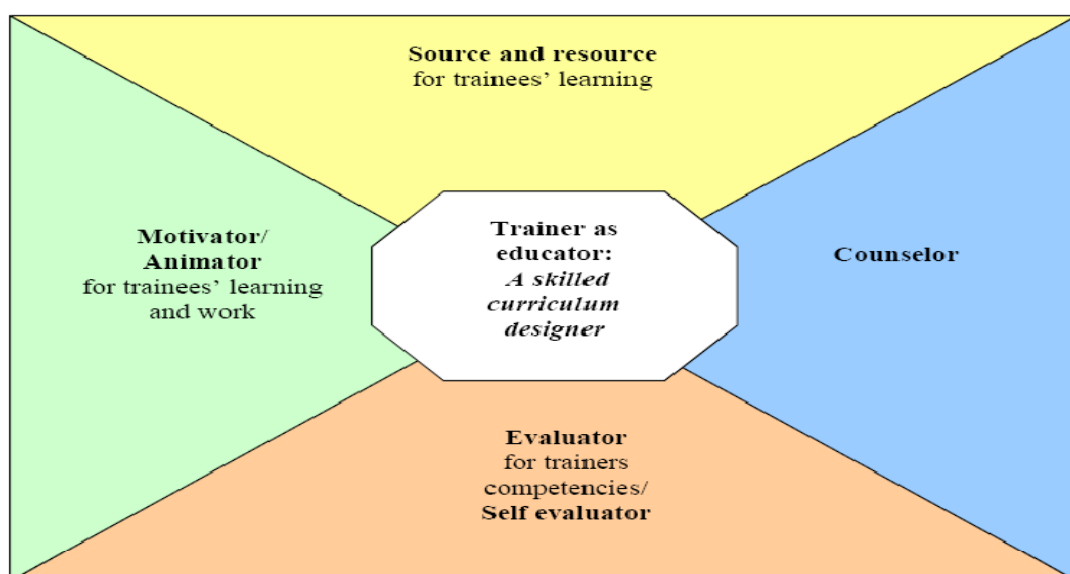 Source and resource
for trainees’ learning
Motivator/
Animator
for trainees’ learning
and work
Trainer as
educator:
A skilled
curriculum
designer
Counselor
Evaluator
for trainers
competencies/
Self evaluator